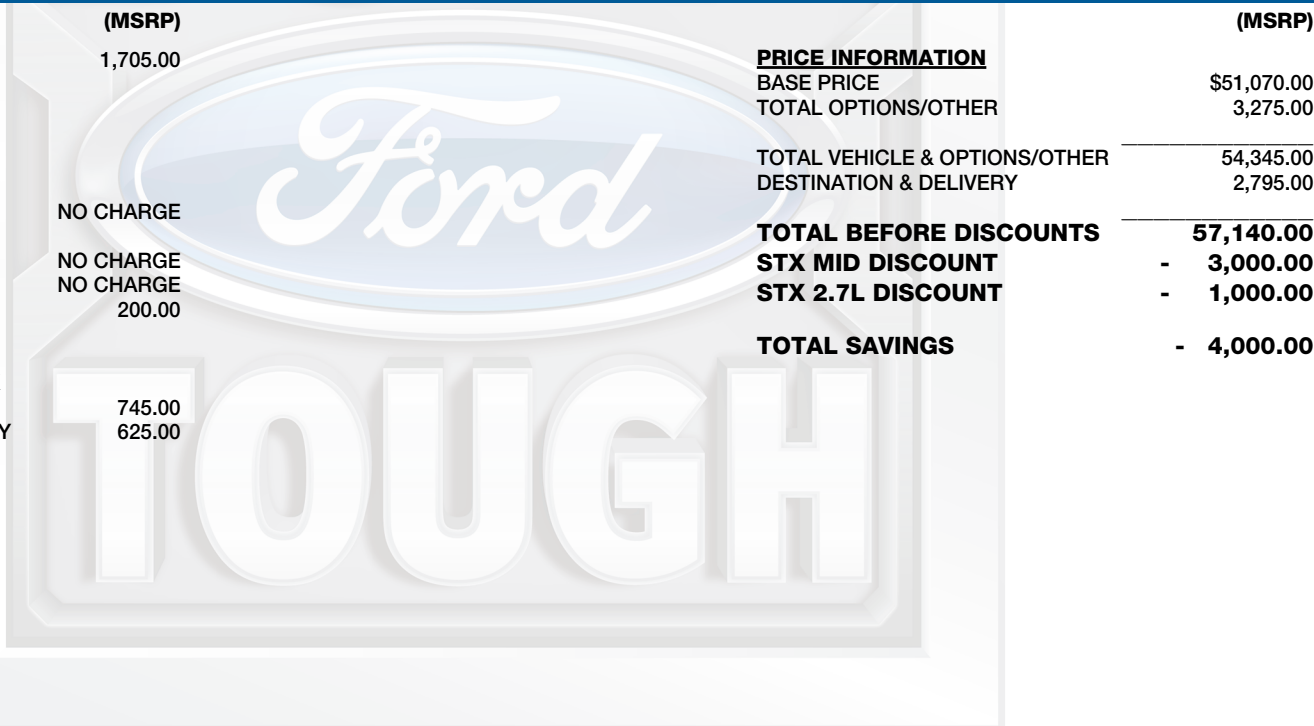 (MSRP)
1,705.00
NO CHARGE
NO CHARGE
NO CHARGE
200.00
745.00
Y 625.00
(MSRP)
PRICE INFORMATION
BASE PRICE $51,070.00
TOTAL OPTIONS/OTHER 3,275.00
TOTAL VEHICLE & OPTIONS/OTHER 54,345.00
DESTINATION & DELIVERY 2,795.00
TOTAL BEFORE DISCOUNTS 57,140.00
STX MID DISCOUNT - 3,000.00
STX 2.7L DISCOUNT - 1,000.00
TOTAL SAVINGS - 4,000.00
Ford
TOUGH